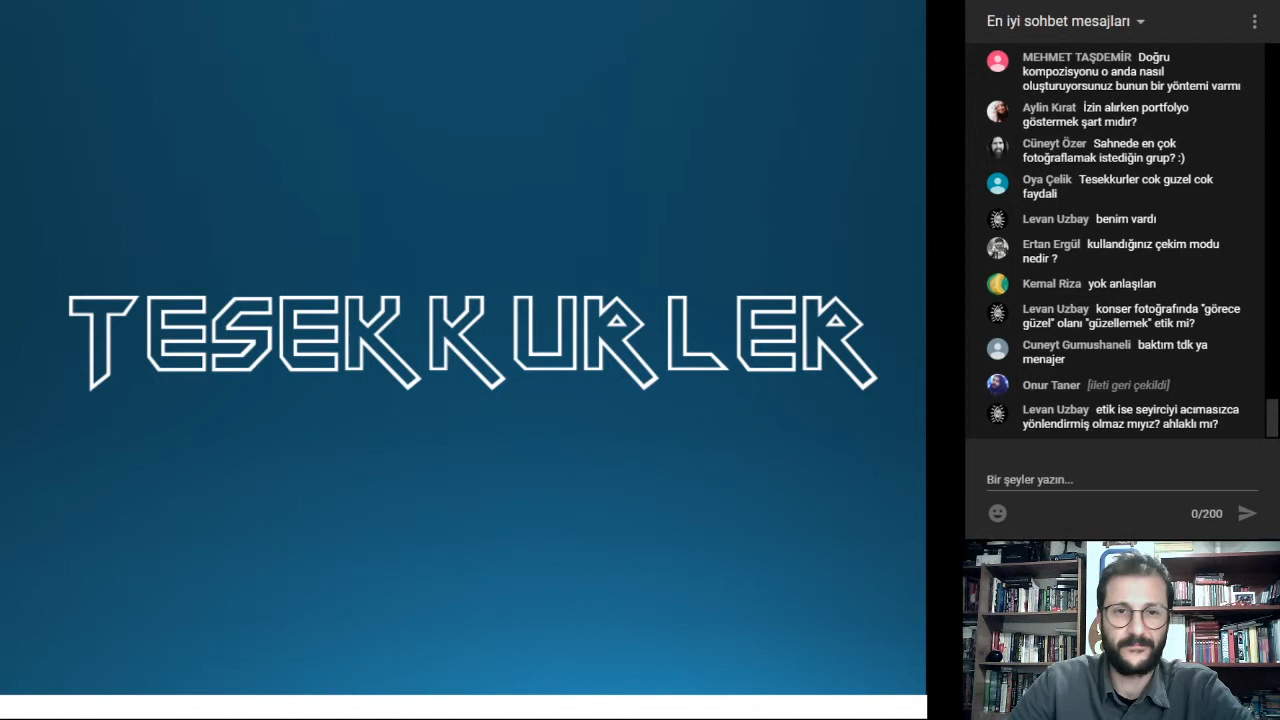 TESEKKURLER
En iyi sohbet mesajları
MEHMET TAŞDEMİR Doğru
kompozisyonu o anda nasıl
oluşturuyorsunuz bunun bir yöntemi varmı
Aylin Kırat İzin alırken portfolyo
göstermek şart mıdır?
Cüneyt Özer Sahnede en çok
fotoğraflamak istediğin grup? :)
Oya Çelik Tesekkurler cok guzel cok
faydali
Levan Uzbay benim vardı
Ertan Ergül kullandığınız çekim modu
nedir ?
Kemal Riza yok anlaşılan
Levan Uzbay konser fotoğrafında "görece
güzel" olanı "güzellemek" etik mi?
Cuneyt Gumushaneli baktım tdk ya
menajer
Onur Taner [ileti geri çekildi]
Levan Uzbay etik ise seyirciyi acımasızca
yönlendirmiş olmaz mıyız? ahlaklı mı?
Bir şeyler yazın...
0/200